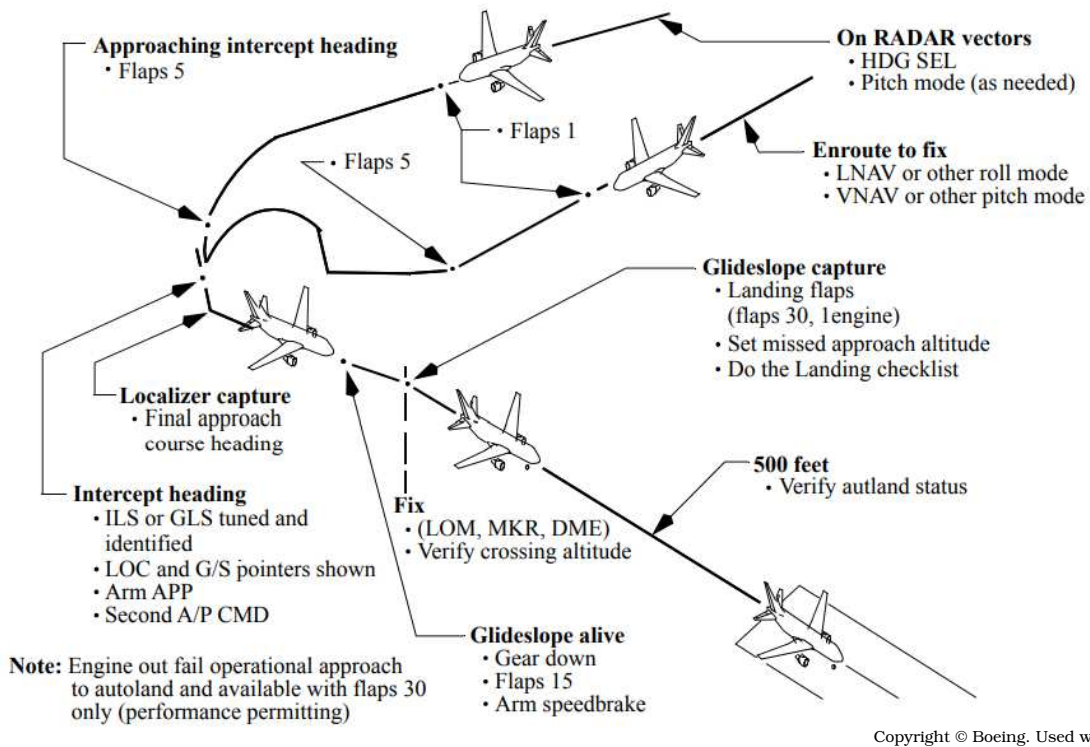 Approaching intercept heading
· Flaps 5
On RADAR vectors
· HDG SEL
· Pitch mode (as needed)
· Flaps 1
· Flaps 5
Enroute to fix
· LNAV or other roll mode
· VNAV or other pitch mode
Glideslope capture
· Landing flaps
(flaps 30, 1engine)
· Set missed approach altitude
· Do the Landing checklist
Localizer capture
· Final approach
course heading
500 feet
· Verify autland status
Intercept heading
· ILS or GLS tuned and
identified
· LOC and G/S pointers shown
· Arm APP
· Second A/P CMD
Fix
· (LOM, MKR, DME)
· Verify crossing altitude
Glideslope alive
· Gear down
· Flaps 15
· Arm speedbrake
Note: Engine out fail operational approach
to autoland and available with flaps 30
only (performance permitting)
Copyright © Boeing. Used w